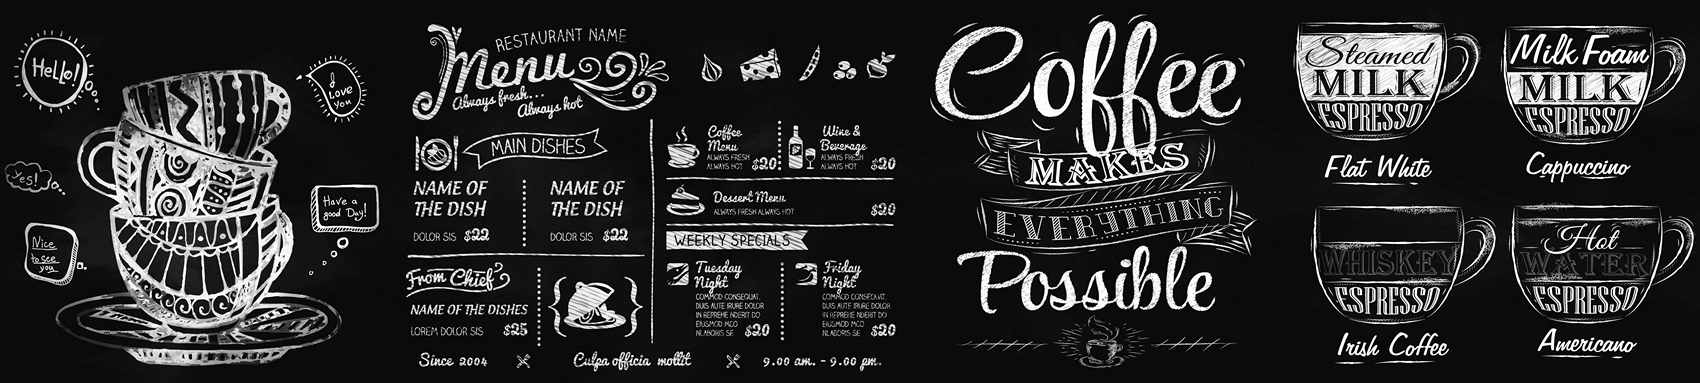 Hello!
I
Love
you
Yes!
Have a
good Day!
Nice
to see
you
RESTAURANT NAME
Menu
Always fresh...
Always hot
MAIN DISHES
NAME OF
THE DISH
DOLOR SIS $22
NAME OF
THE DISH
DOLOR SIS $22
From Chief
NAME OF THE DISHES
LOREM DOLOR SIS $25
Coffee
Menu
ALWAYS FRESH
ALWAYS HOT $20
Wine &
Beverage
ALWAYS FRESH
ALWAYS HOT $20
Dessert Menu
ALWAYS FRESH ALWAYS HOT $20
WEEKLY SPECIALS
Tuesday
Night
COMMOD CONSEQUAT.
DUIS AUTE IRURE DOLOR
IN REPREHE NDERIT DO
EIUSMOD MCO
NLABORIS SE $20
Friday
Night
COMMOD CONSEQUAT.
DUIS AUTE IRURE DOLOR
IN REPREHE NDERIT DO
EIUSMOD MCO
NLABORIS SE $20
Since 2004
Culpa officia mollit
9.00 am. - 9.00 pm.
Coffee
MAKES
EVERYTHING
Possible
Steamed
MILK
ESPRESSO
Flat White
Milk Foam
MILK
ESPRESSO
Cappuccino
WHISKEY
ESPRESSO
Irish Coffee
Hot
WATER
ESPRESSO
Americano